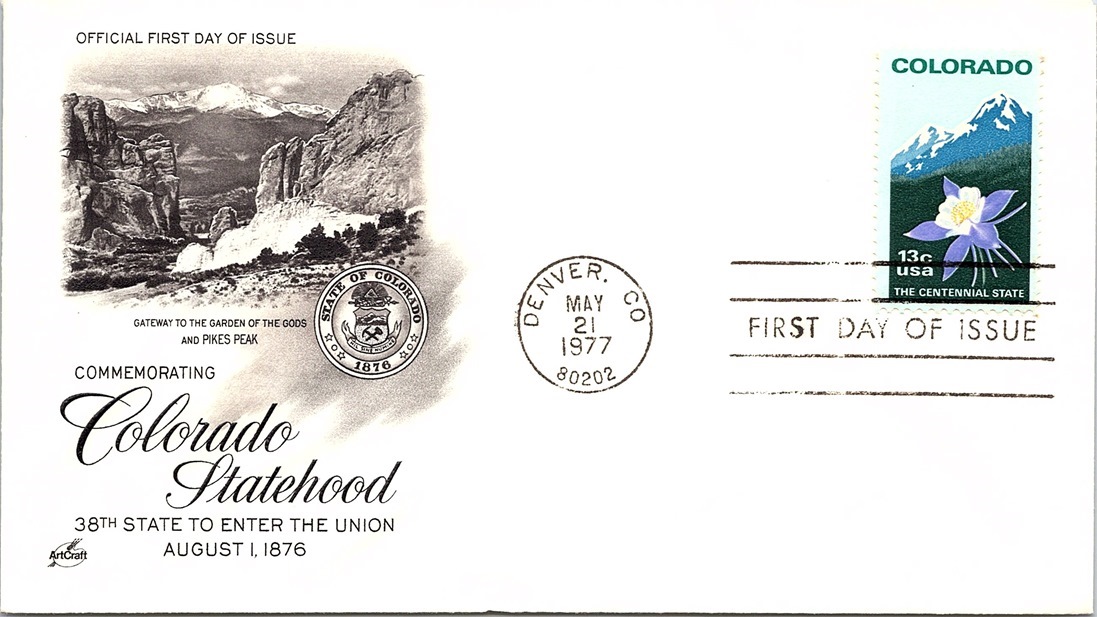 OFFICIAL FIRST DAY OF ISSUE
GATEWAY TO THE GARDEN OF THE GODS
AND PIKES PEAK
STATE OF COLORADO
1876
COMMEMORATING
Colorado
Statehood
38TH STATE TO ENTER THE UNION
AUGUST 1, 1876
ArtCraft
DENVER, CO
MAY
21
1977
80202
COLORADO
13c
usa
THE CENTENNIAL STATE
FIRST DAY OF ISSUE